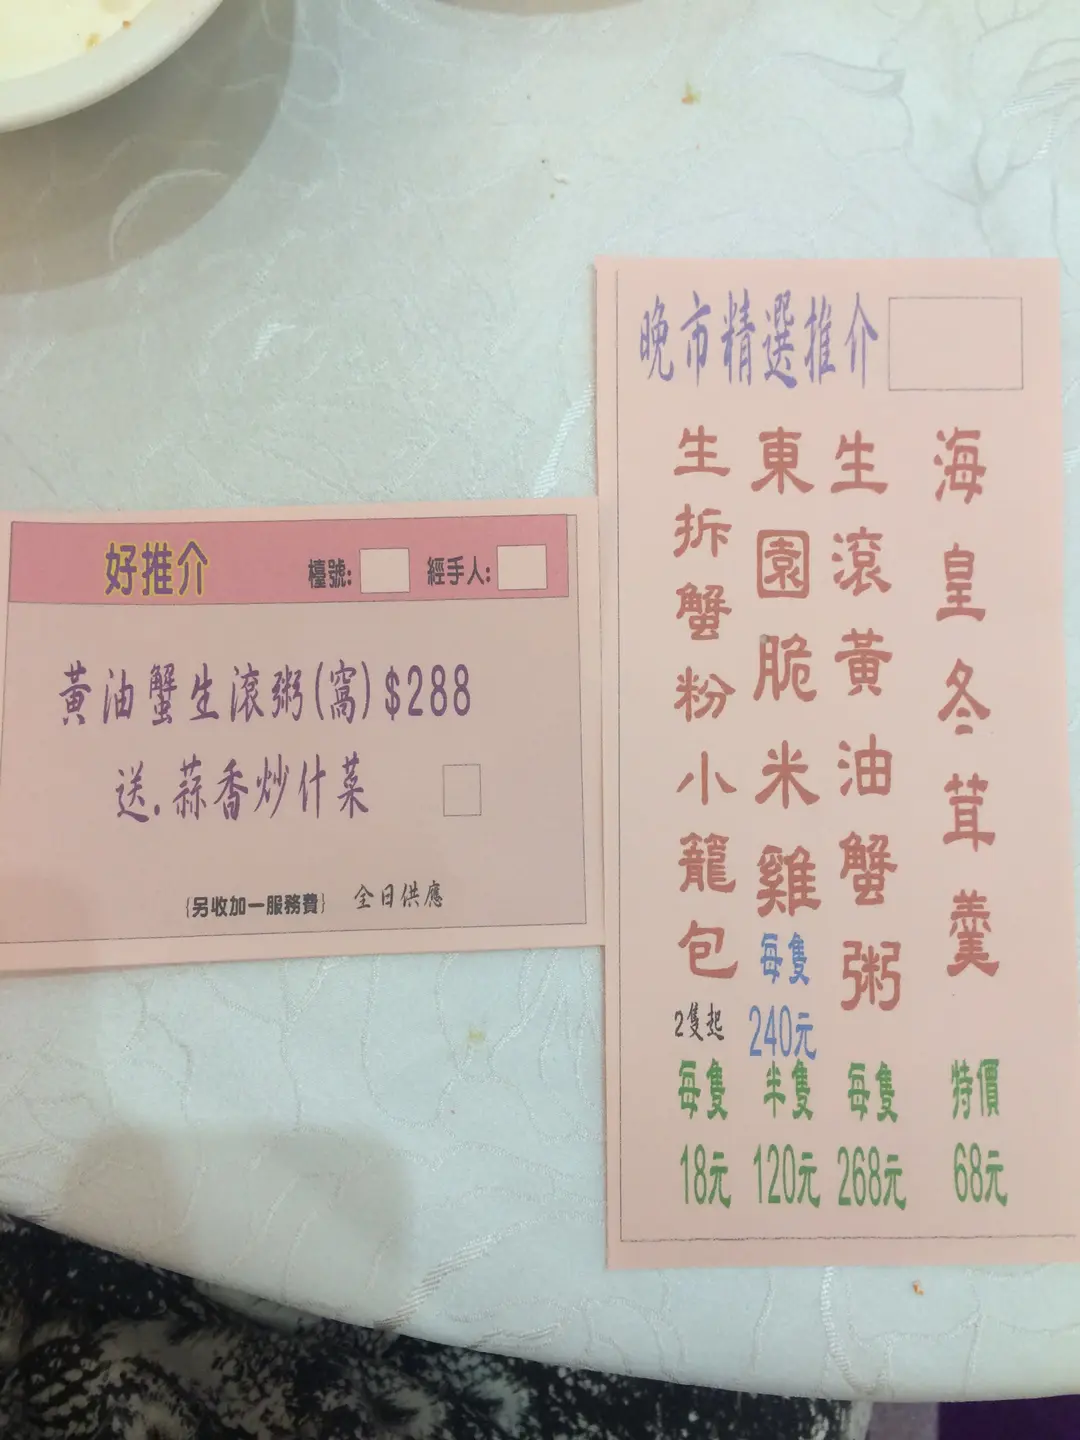 好推介
檯號:
經手人:
黃油蟹生滾粥(窩)$288
送.蒜香炒什菜
{另收加一服務費}
全日供應
晚市精選推介
海皇冬茸羹
特價
68元
生滾黃油蟹粥
每隻
268元
東園脆米雞
每隻
240元
半隻
120元
生拆蟹粉小籠包
2隻起
每隻
18元